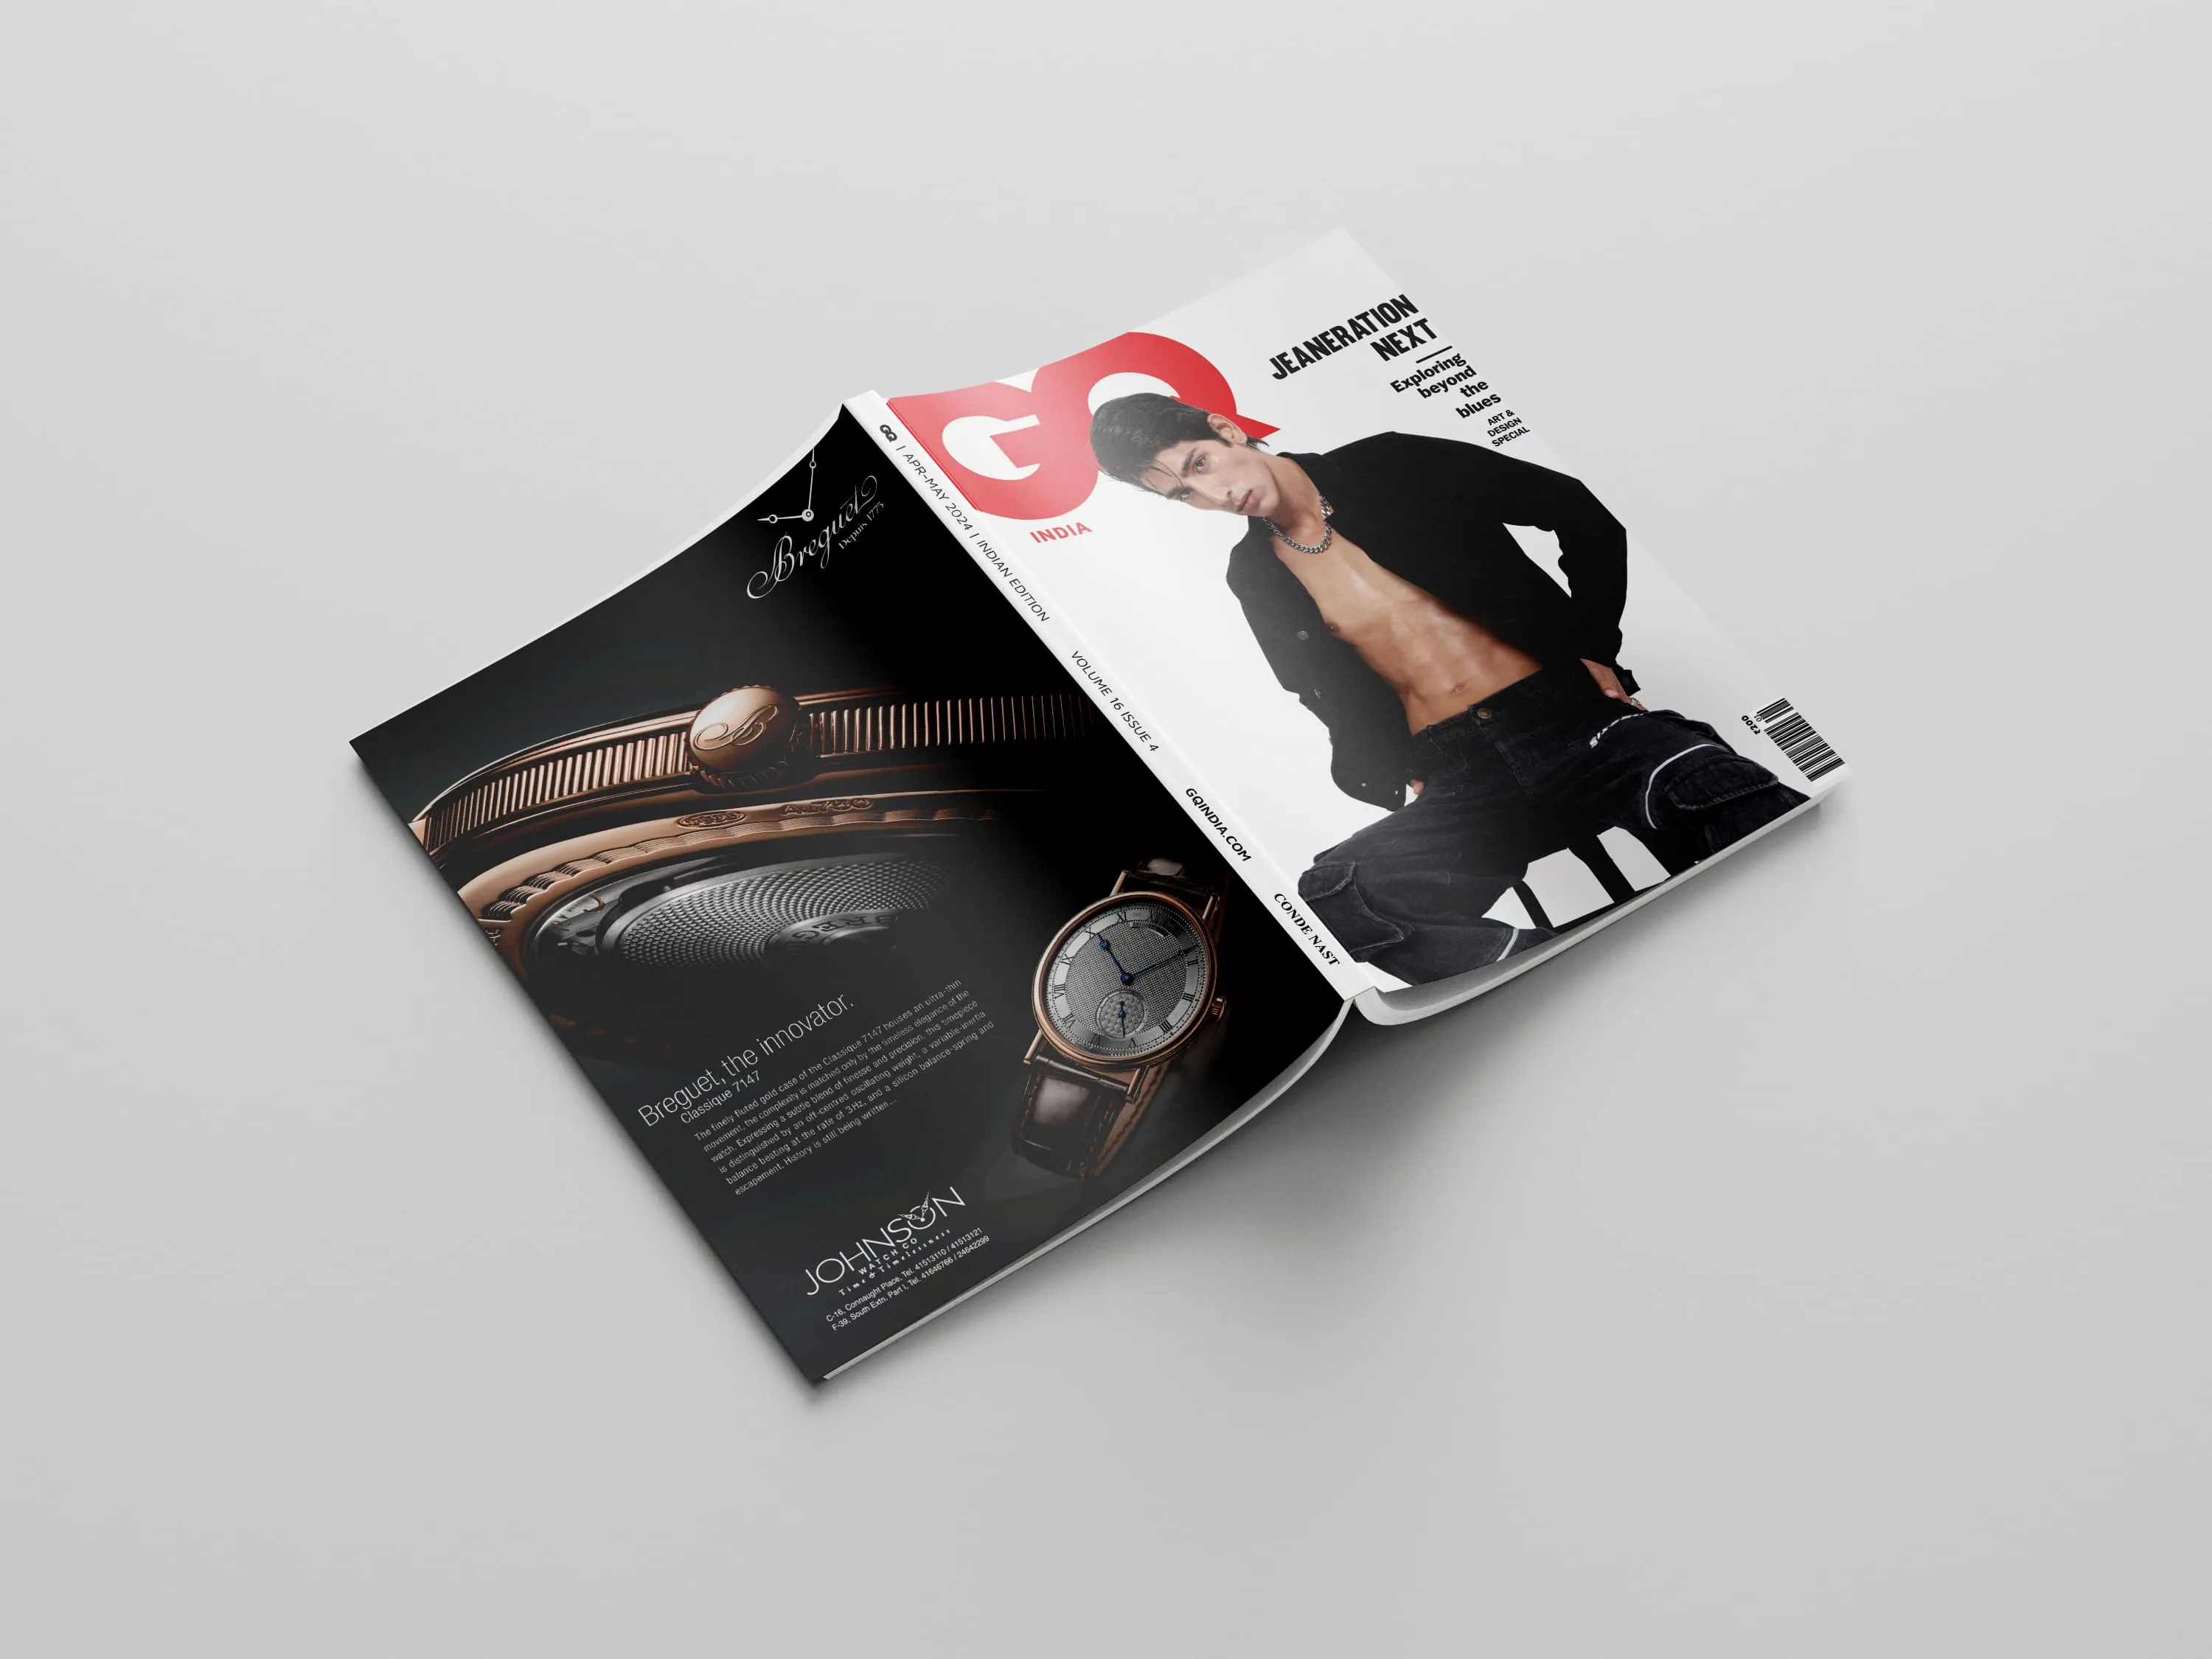 GQ
INDIA
JEANERATION
NEXT
Exploring
beyond
the
blues
ART &
DESIGN
SPECIAL
₹200
GQ | APR–MAY 2024 | INDIAN EDITION
VOLUME 16 ISSUE 4
GQINDIA.COM
CONDE NAST
Breguet
Depuis 1775
B
Au750
BREG
Breguet, the innovator.
Classique 7147
The finely fluted gold case of the Classique 7147 houses an ultra-thin
movement, the complexity is matched only by the timeless elegance of the
watch. Expressing a subtle blend of finesse and precision, this timepiece
is distinguished by an off-centred oscillating weight, a variable-inertia
balance beating at the rate of 3Hz, and a silicon balance-spring and
escapement. History is still being written...
JOHNSON
WATCH CO
Time & Timelessness
C-16, Connaught Place, Tel. 41513110 / 41513121
F-39, South Extn. Part I, Tel. 41646766 / 24642299